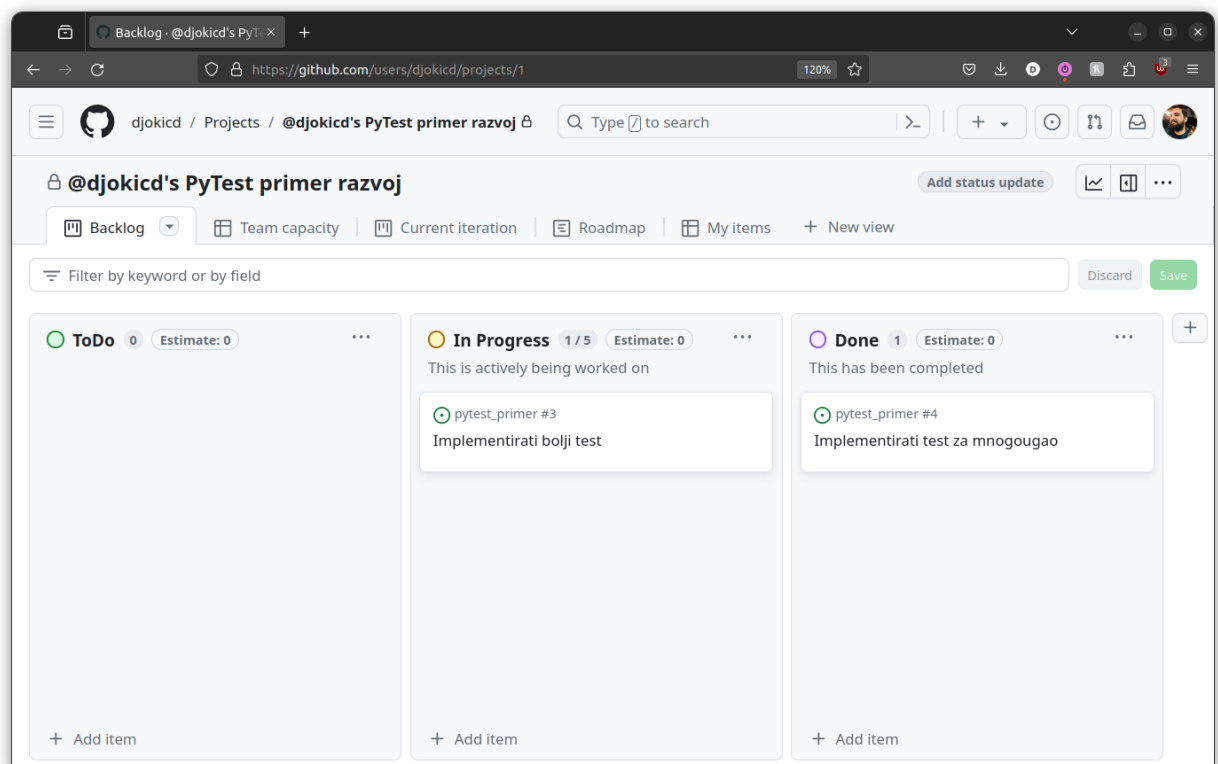 Backlog · @djokicd's PyTe
https://github.com/users/djokicd/projects/1
120%
3
djokicd / Projects / @djokicd's PyTest primer razvoj
Type / to search
@djokicd's PyTest primer razvoj
Add status update
Backlog
Team capacity
Current iteration
Roadmap
My items
New view
Filter by keyword or by field
Discard
Save
ToDo 0 Estimate: 0
In Progress 1 / 5 Estimate: 0
This is actively being worked on
pytest_primer #3
Implementirati bolji test
Done 1 Estimate: 0
This has been completed
pytest_primer #4
Implementirati test za mnogougao
Add item
Add item
Add item